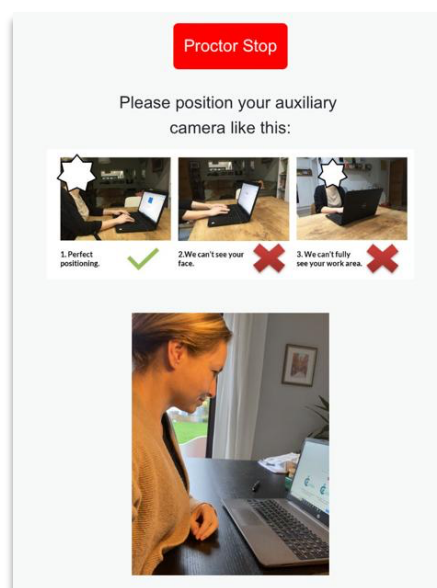 Proctor Stop
Please position your auxiliary
camera like this:
1. Perfect
positioning.
2.We can't see your
face.
3. We can't fully
see your work area.